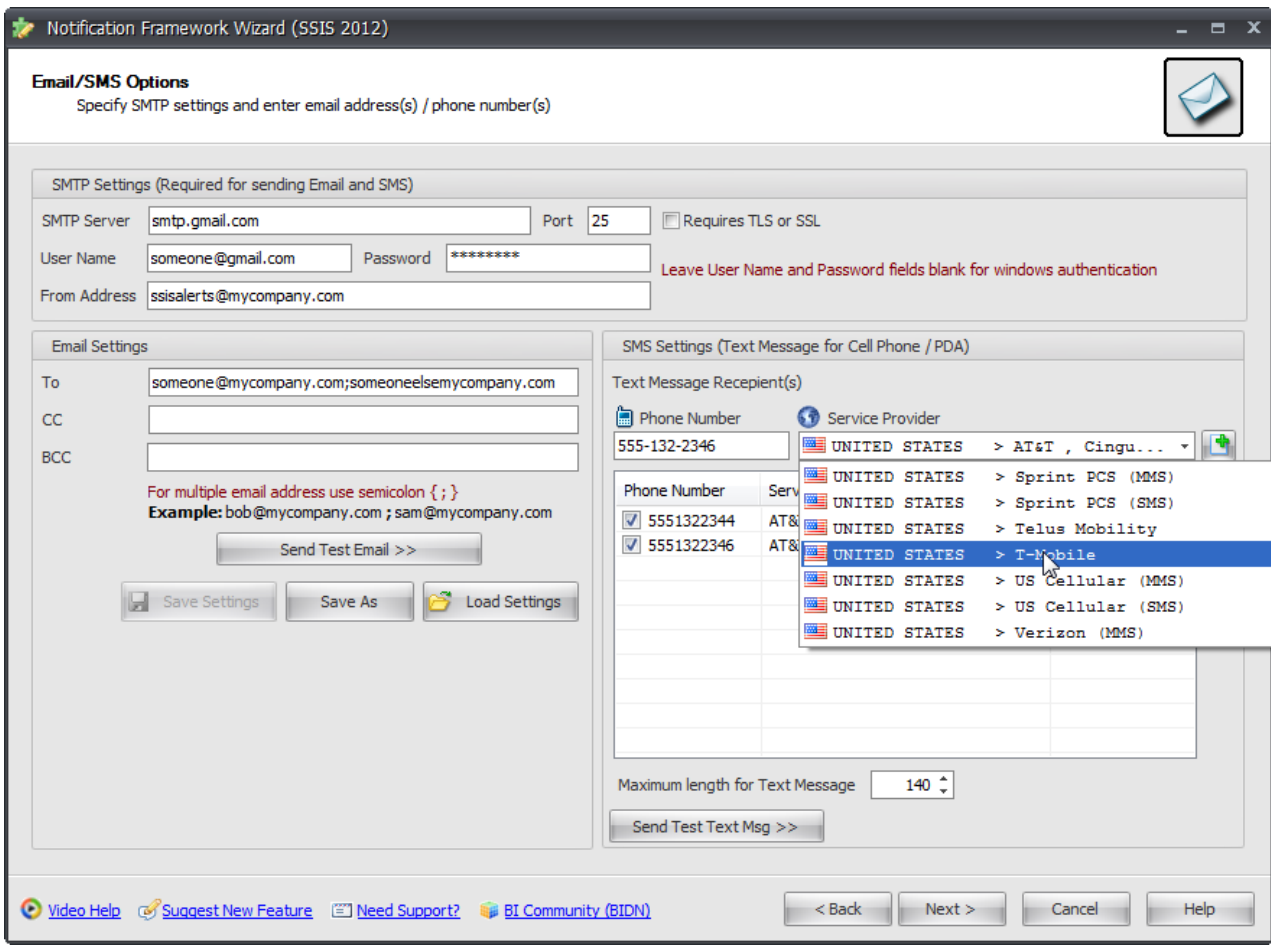 Notification Framework Wizard (SSIS 2012)
Email/SMS Options
Specify SMTP settings and enter email address(s) / phone number(s)
SMTP Settings (Required for sending Email and SMS)
SMTP Server smtp.gmail.com Port 25 Requires TLS or SSL
User Name someone@gmail.com Password ********
Leave User Name and Password fields blank for windows authentication
From Address ssisalerts@mycompany.com
Email Settings
To someone@mycompany.com;someoneelsemycompany.com
CC
BCC
For multiple email address use semicolon { ; }
Example: bob@mycompany.com ; sam@mycompany.com
Send Test Email >>
Save Settings Save As Load Settings
SMS Settings (Text Message for Cell Phone / PDA)
Text Message Recepient(s)
Phone Number Service Provider
555-132-2346 UNITED STATES > AT&T , Cingu...
UNITED STATES > Sprint PCS (MMS)
UNITED STATES > Sprint PCS (SMS)
UNITED STATES > Telus Mobility
UNITED STATES > T-Mobile
UNITED STATES > US Cellular (MMS)
UNITED STATES > US Cellular (SMS)
UNITED STATES > Verizon (MMS)
Phone Number Serv
5551322344 AT&
5551322346 AT&
Maximum length for Text Message 140
Send Test Text Msg >>
Video Help Suggest New Feature Need Support? BI Community (BIDN)
< Back Next > Cancel Help